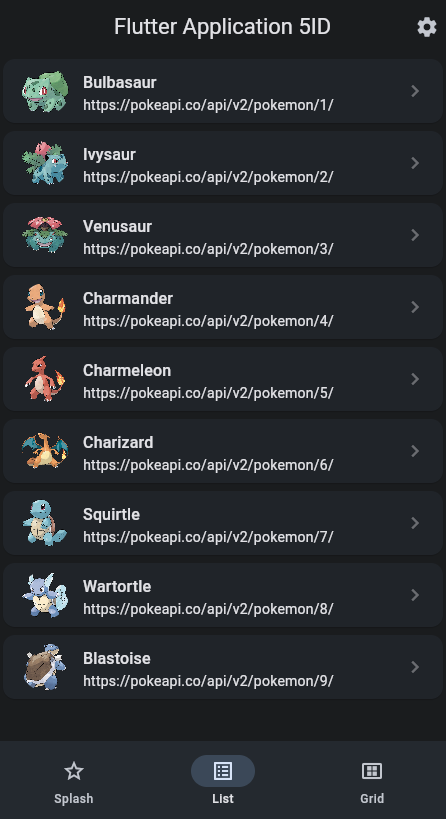 Flutter Application 5ID
Bulbasaur
https://pokeapi.co/api/v2/pokemon/1/
Ivysaur
https://pokeapi.co/api/v2/pokemon/2/
Venusaur
https://pokeapi.co/api/v2/pokemon/3/
Charmander
https://pokeapi.co/api/v2/pokemon/4/
Charmeleon
https://pokeapi.co/api/v2/pokemon/5/
Charizard
https://pokeapi.co/api/v2/pokemon/6/
Squirtle
https://pokeapi.co/api/v2/pokemon/7/
Wartortle
https://pokeapi.co/api/v2/pokemon/8/
Blastoise
https://pokeapi.co/api/v2/pokemon/9/
Splash List Grid